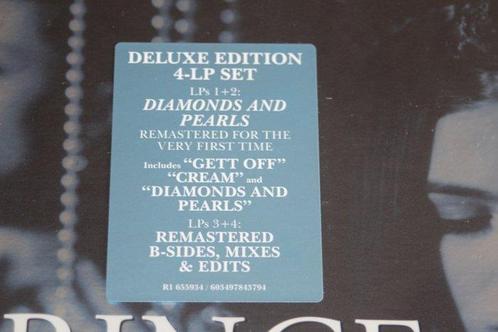 DELUXE EDITION
4-LP SET
LPs 1+2:
DIAMONDS AND
PEARLS
REMASTERED FOR THE
VERY FIRST TIME
Includes “GETT OFF”
“CREAM” and
“DIAMONDS AND
PEARLS”
LPs 3+4:
REMASTERED
B-SIDES, MIXES
& EDITS
R1 655934 / 603497843794
PRINCE